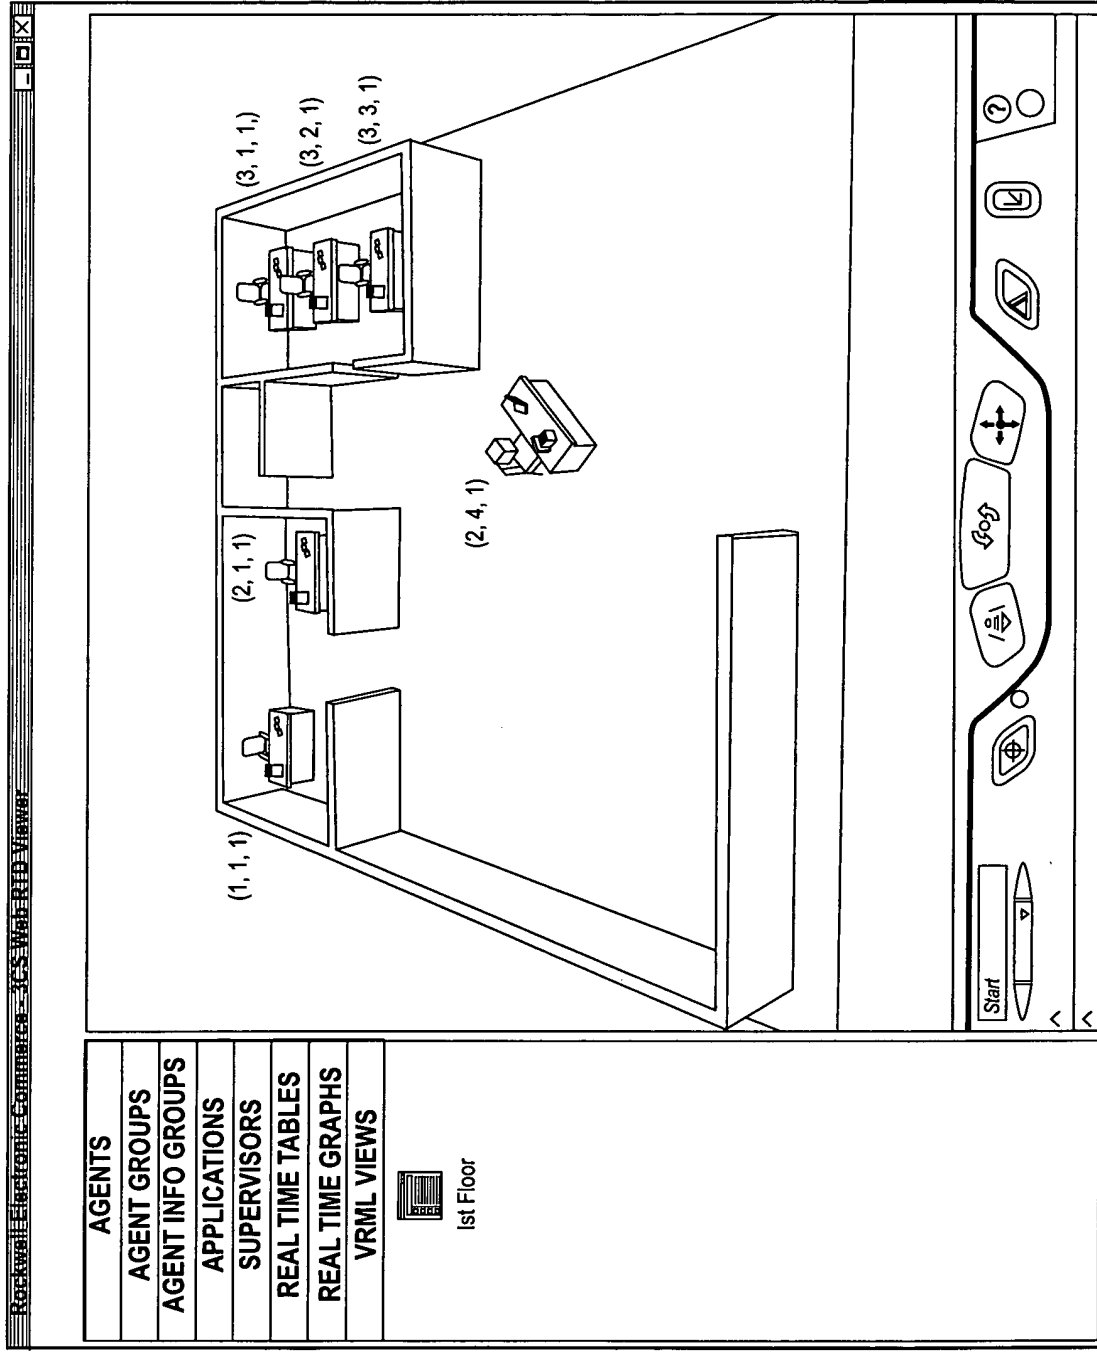 Rockwell Electronic Commerce - 3CS Web RTD Viewer
AGENTS
AGENT GROUPS
AGENT INFO GROUPS
APPLICATIONS
SUPERVISORS
REAL TIME TABLES
REAL TIME GRAPHS
VRML VIEWS
Ist Floor
(1, 1, 1)
(2, 1, 1)
(3, 1, 1,)
(3, 2, 1)
(3, 3, 1)
(2, 4, 1)
Start
?